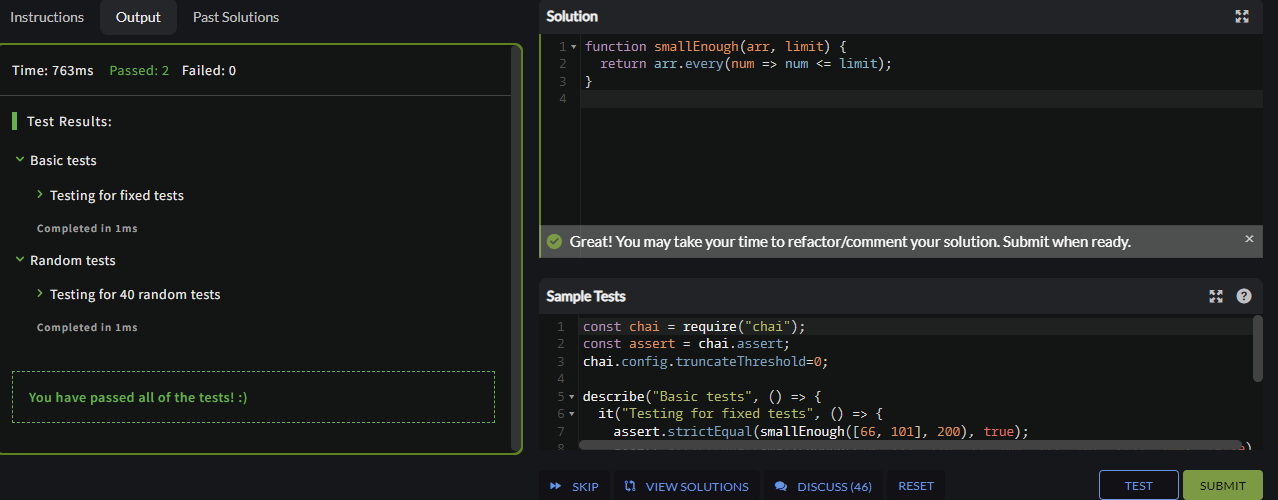 Instructions
Output
Past Solutions
Time: 763ms Passed: 2 Failed: 0
Test Results:
Basic tests
Testing for fixed tests
Completed in 1ms
Random tests
Testing for 40 random tests
Completed in 1ms
You have passed all of the tests! :)
Solution
1 function smallEnough(arr, limit) {
2 return arr.every(num => num <= limit);
3 }
4
Great! You may take your time to refactor/comment your solution. Submit when ready.
Sample Tests
1 const chai = require("chai");
2 const assert = chai.assert;
3 chai.config.truncateThreshold=0;
4
5 describe("Basic tests", () => {
6 it("Testing for fixed tests", () => {
7 assert.strictEqual(smallEnough([66, 101], 200), true);
8
SKIP
VIEW SOLUTIONS
DISCUSS (46)
RESET
TEST
SUBMIT